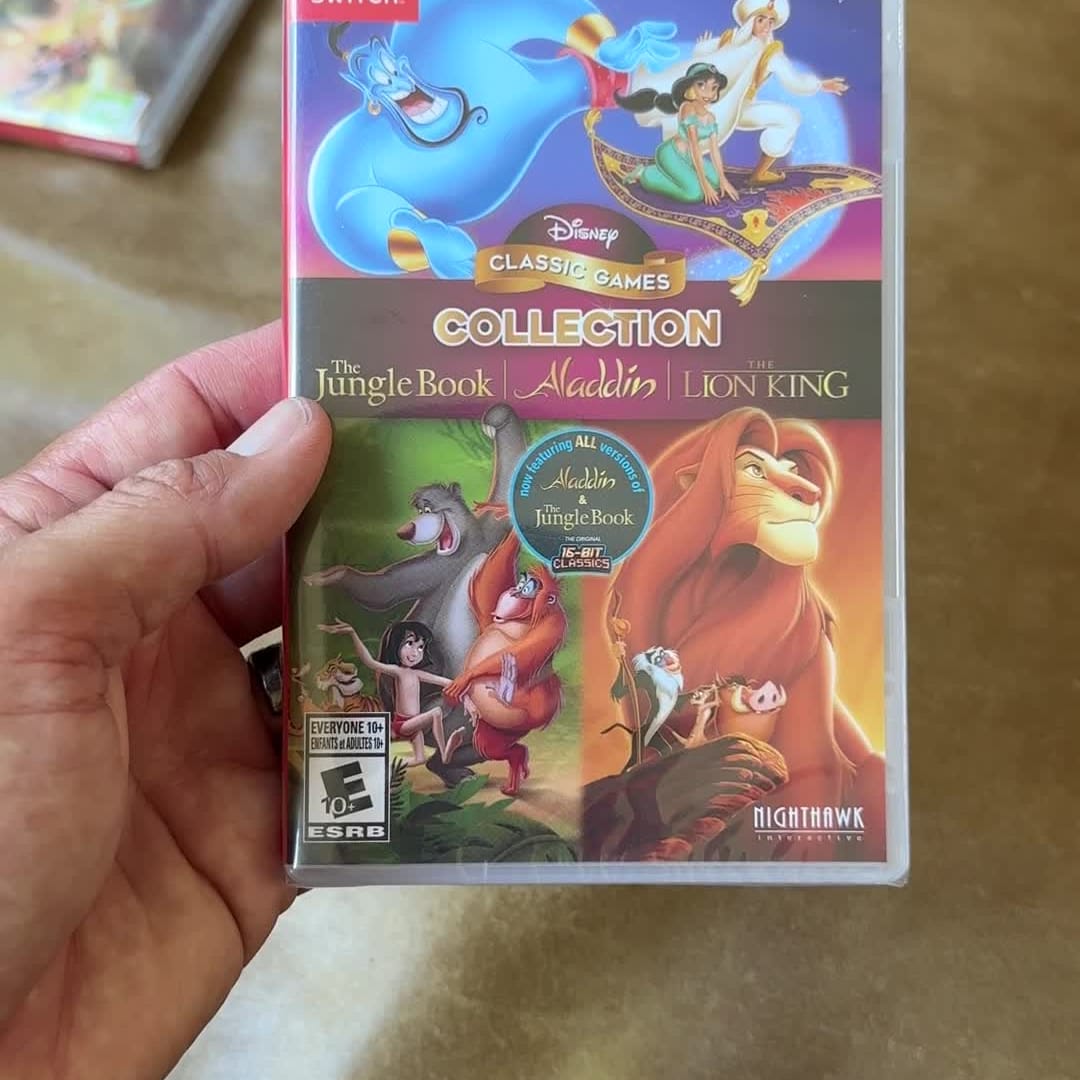 SWITCH
Disney
CLASSIC GAMES
COLLECTION
The Jungle Book | Aladdin | THE LION KING
now featuring ALL versions of
Aladdin
&
The Jungle Book
THE ORIGINAL
16-BIT
CLASSICS
EVERYONE 10+
ENFANTS et ADULTES 10+
E
10+
ESRB
NIGHTHAWK
interactive